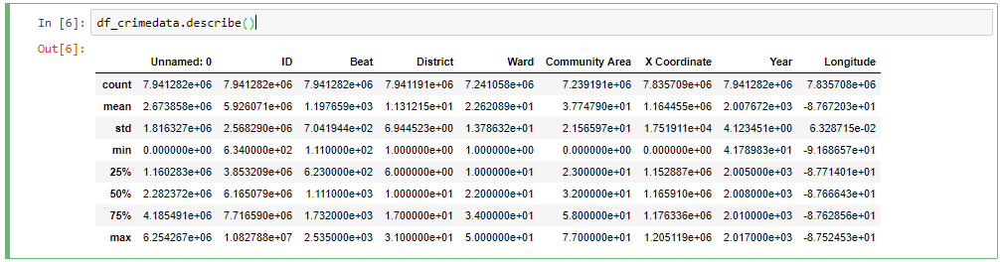 In [6]: df_crimedata.describe()
Out[6]:
Unnamed: 0 ID Beat District Ward Community Area X Coordinate Year Longitude
count 7.941282e+06 7.941282e+06 7.941282e+06 7.941191e+06 7.241058e+06 7.239191e+06 7.835709e+06 7.941282e+06 7.835708e+06
mean 2.673858e+06 5.926071e+06 1.197659e+03 1.131215e+01 2.262089e+01 3.774790e+01 1.164455e+06 2.007672e+03 -8.767203e+01
std 1.816327e+06 2.568290e+06 7.041944e+02 6.944523e+00 1.378632e+01 2.156597e+01 1.751911e+04 4.123451e+00 6.328715e-02
min 0.000000e+00 6.340000e+02 1.110000e+02 1.000000e+00 1.000000e+00 0.000000e+00 0.000000e+00 4.178983e+01 -9.168657e+01
25% 1.160283e+06 3.853209e+06 6.230000e+02 6.000000e+00 1.000000e+01 2.300000e+01 1.152887e+06 2.005000e+03 -8.771401e+01
50% 2.282372e+06 6.165079e+06 1.111000e+03 1.000000e+01 2.200000e+01 3.200000e+01 1.165910e+06 2.008000e+03 -8.766643e+01
75% 4.185491e+06 7.716590e+06 1.732000e+03 1.700000e+01 3.400000e+01 5.800000e+01 1.176336e+06 2.010000e+03 -8.762856e+01
max 6.254267e+06 1.082788e+07 2.535000e+03 3.100000e+01 5.000000e+01 7.700000e+01 1.205119e+06 2.017000e+03 -8.752453e+01